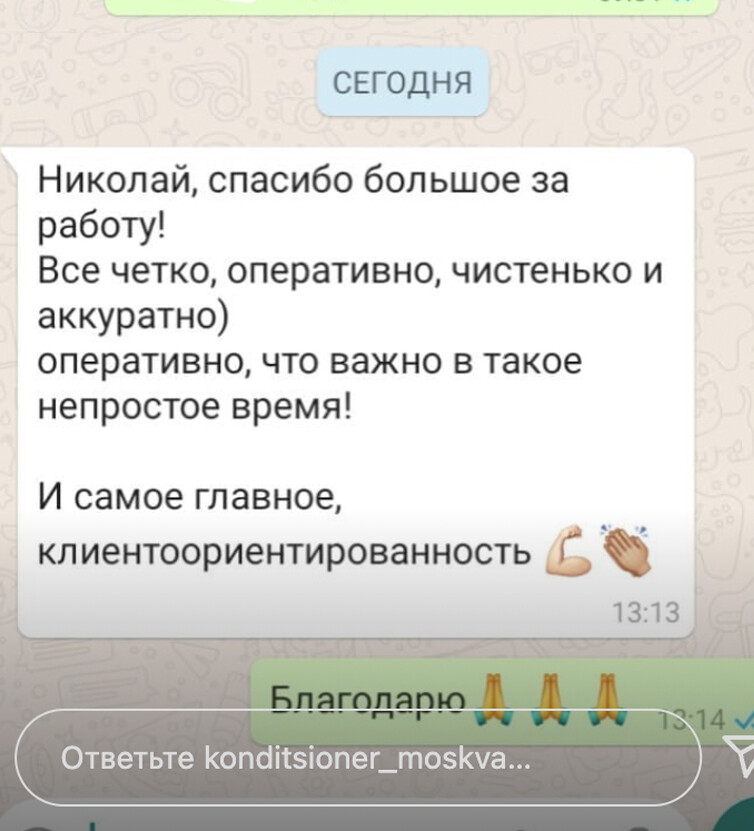 СЕГОДНЯ
Николай, спасибо большое за
работу!
Все четко, оперативно, чистенько и
аккуратно)
оперативно, что важно в такое
непростое время!
И самое главное,
клиентоориентированность 💪🏼👏🏼
13:13
Благодарю🙏🙏🙏
13:14
Ответьте konditsioner_moskva...